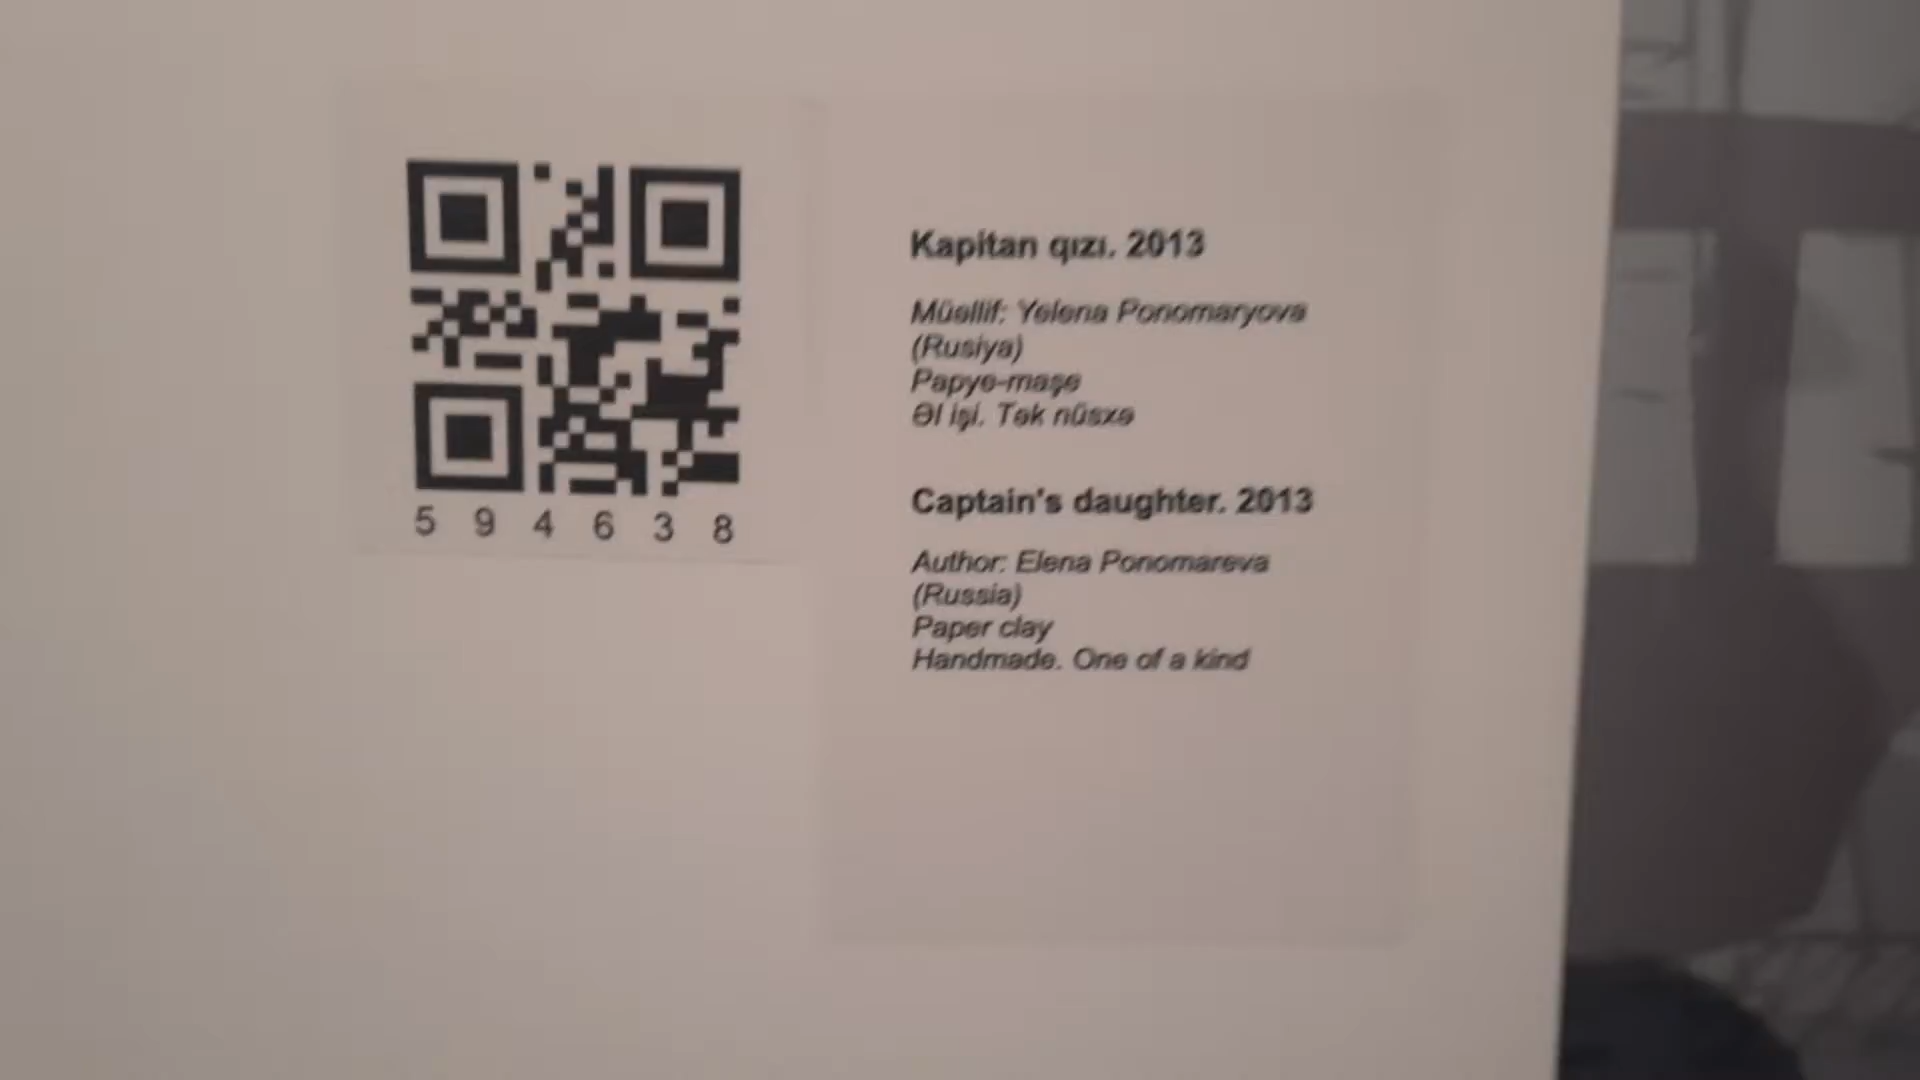 5 9 4 6 3 8
Kapitan qızı. 2013
Müəllif: Yelena Ponomaryova
(Rusiya)
Papye-maşe
Əl işi. Tək nüsxə
Captain's daughter. 2013
Author: Elena Ponomareva
(Russia)
Paper clay
Handmade. One of a kind